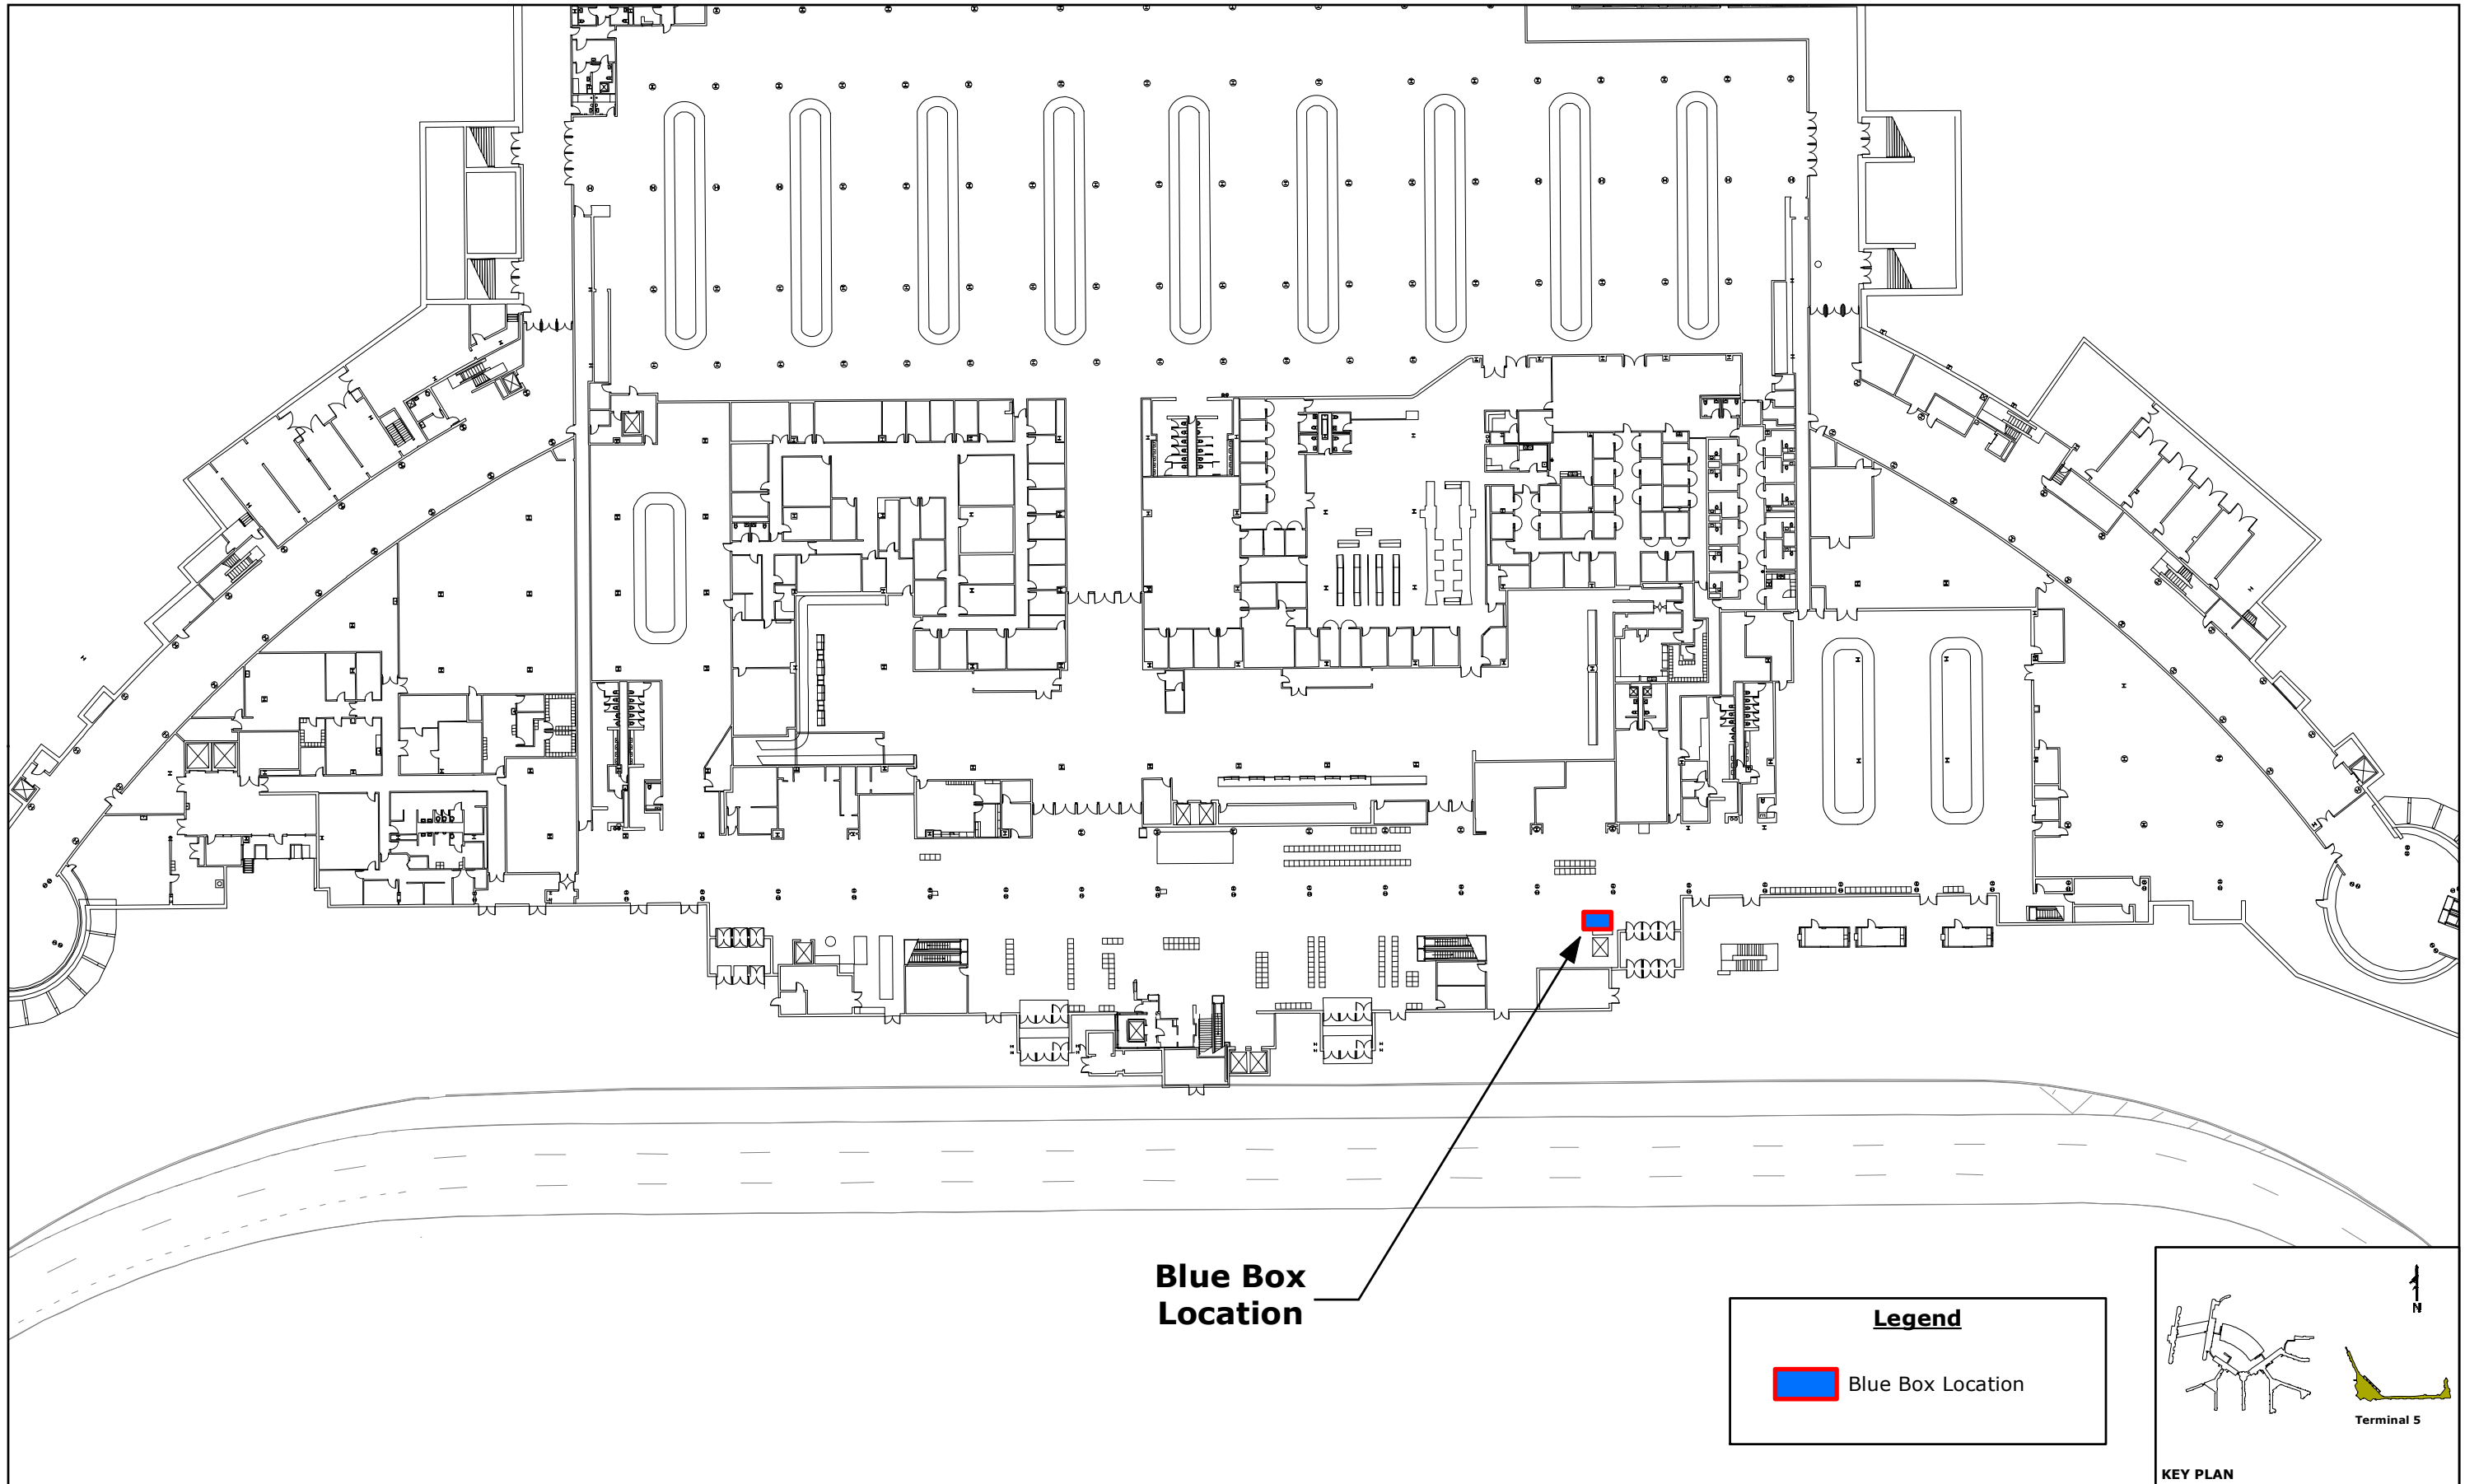 Blue Box
Location
Legend
Blue Box Location
N
Terminal 5
KEY PLAN